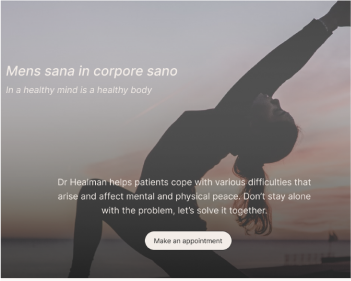 Mens sana in corpore sano
In a healthy mind is a healthy body
Dr Healman helps patients cope with various difficulties that
arise and affect mental and physical peace. Don't stay alone
with the problem, let's solve it together.
Make an appointment